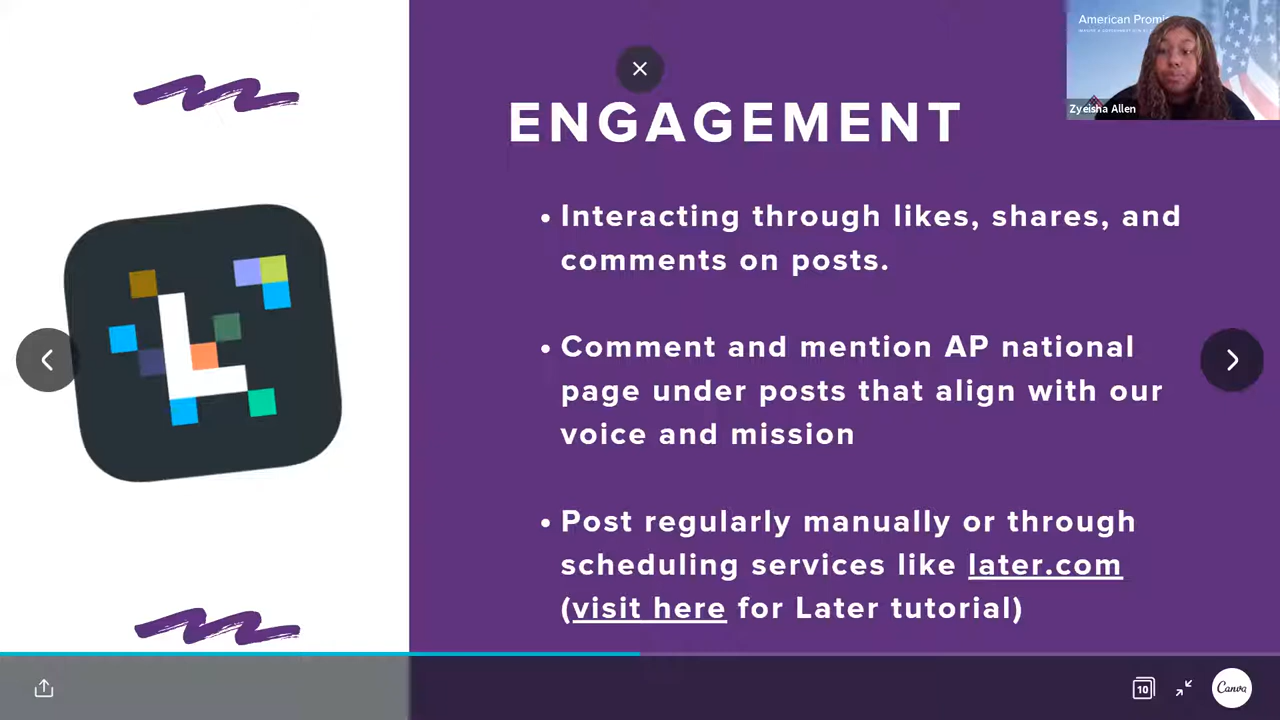 American Promi
Zyeisha Allen
ENGAGEMENT
• Interacting through likes, shares, and
comments on posts.
• Comment and mention AP national
page under posts that align with our
voice and mission
• Post regularly manually or through
scheduling services like later.com
(visit here for Later tutorial)
10
Canva